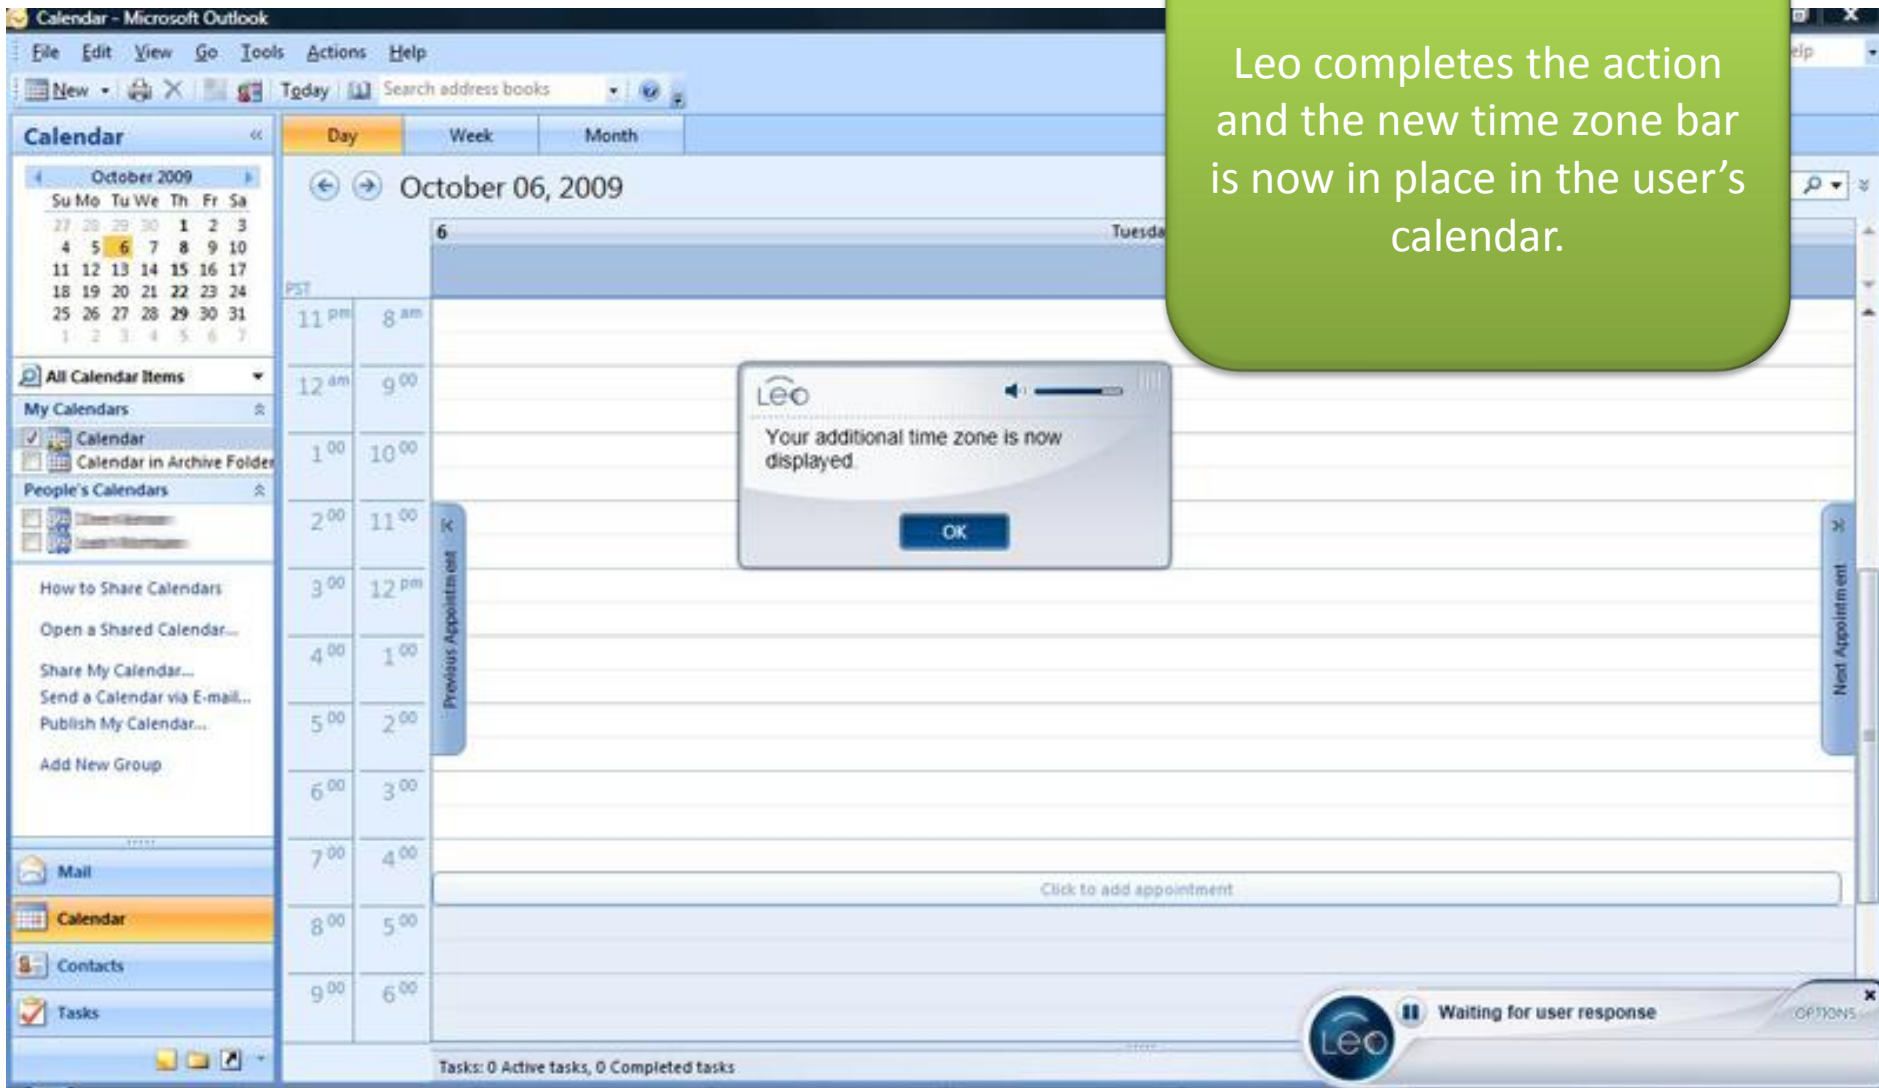 Calendar - Microsoft Outlook
File Edit View Go Tools Actions Help
elp
New Today Search address books
Leo completes the action
and the new time zone bar
is now in place in the user's
calendar.
Calendar
Day Week Month
October 2009
Su Mo Tu We Th Fr Sa
27 28 29 30 1 2 3
4 5 6 7 8 9 10
11 12 13 14 15 16 17
18 19 20 21 22 23 24
25 26 27 28 29 30 31
1 2 3 4 5 6 7
October 06, 2009
6 Tuesda
PST
All Calendar Items
My Calendars
Calendar
Calendar in Archive Folder
People's Calendars
How to Share Calendars
Open a Shared Calendar...
Share My Calendar...
Send a Calendar via E-mail...
Publish My Calendar...
Add New Group
Mail
Calendar
Contacts
Tasks
11 pm 8 am
12 am 9 00
1 00 10 00
2 00 11 00
3 00 12 pm
4 00 1 00
5 00 2 00
6 00 3 00
7 00 4 00
8 00 5 00
9 00 6 00
Previous Appointment
Leo
Your additional time zone is now
displayed.
OK
Next Appointment
Click to add appointment
Leo
Waiting for user response
OPTIONS
Tasks: 0 Active tasks, 0 Completed tasks